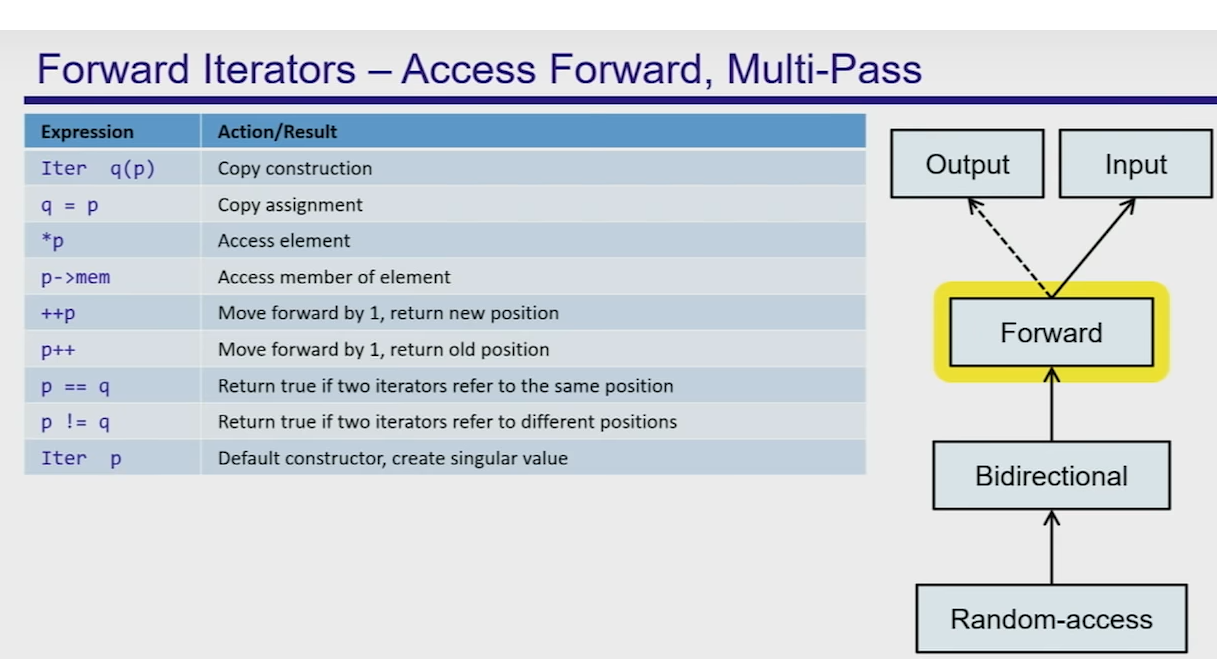 Forward Iterators – Access Forward, Multi-Pass
Expression Action/Result
Iter q(p) Copy construction
q = p Copy assignment
*p Access element
p->mem Access member of element
++p Move forward by 1, return new position
p++ Move forward by 1, return old position
p == q Return true if two iterators refer to the same position
p != q Return true if two iterators refer to different positions
Iter p Default constructor, create singular value
Output Input
Forward
Bidirectional
Random-access